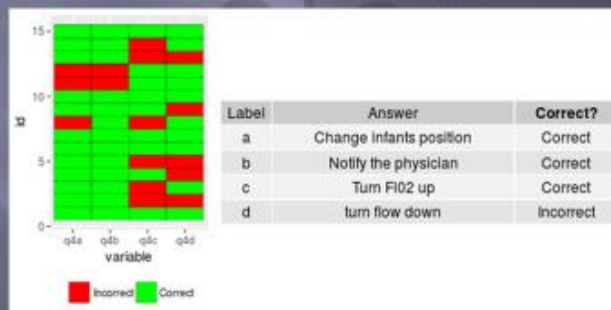 15
10
5
0
id
q4a q4b q4c q4d
variable
Incorrect Correct
Label Answer Correct?
a Change infants position Correct
b Notify the physician Correct
c Turn FI02 up Correct
d turn flow down Incorrect